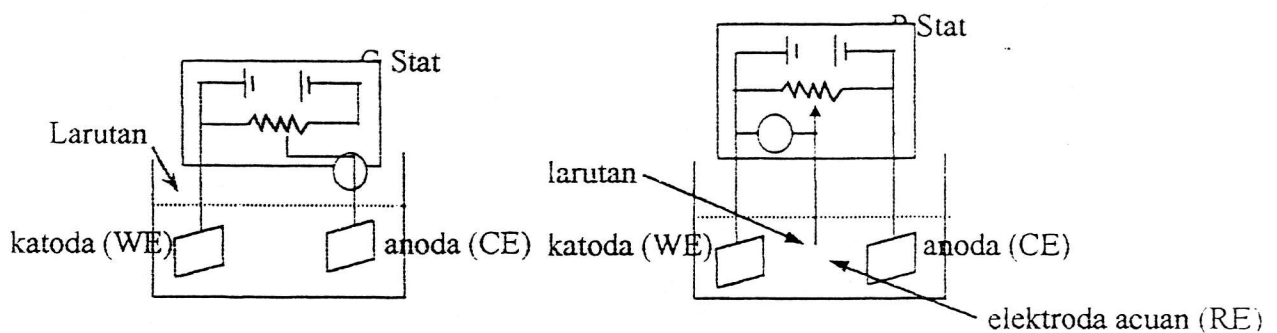 G Stat
Larutan
katoda (WE)
anoda (CE)
P Stat
larutan
katoda (WE)
anoda (CE)
elektroda acuan (RE)